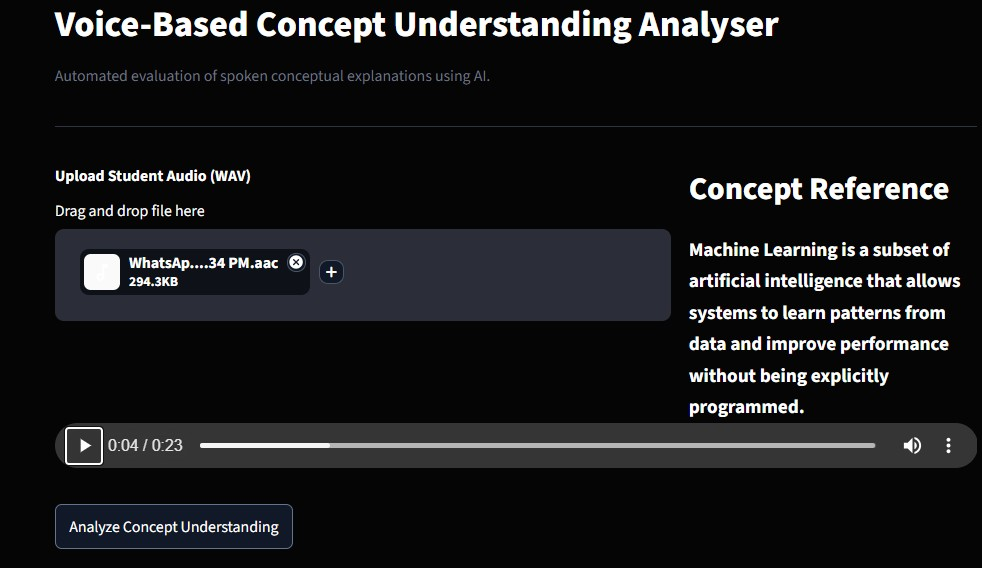 Voice-Based Concept Understanding Analyser
Automated evaluation of spoken conceptual explanations using AI.
Upload Student Audio (WAV)
Drag and drop file here
WhatsAp....34 PM.aac
294.3KB
Concept Reference
Machine Learning is a subset of
artificial intelligence that allows
systems to learn patterns from
data and improve performance
without being explicitly
programmed.
0:04 / 0:23
Analyze Concept Understanding